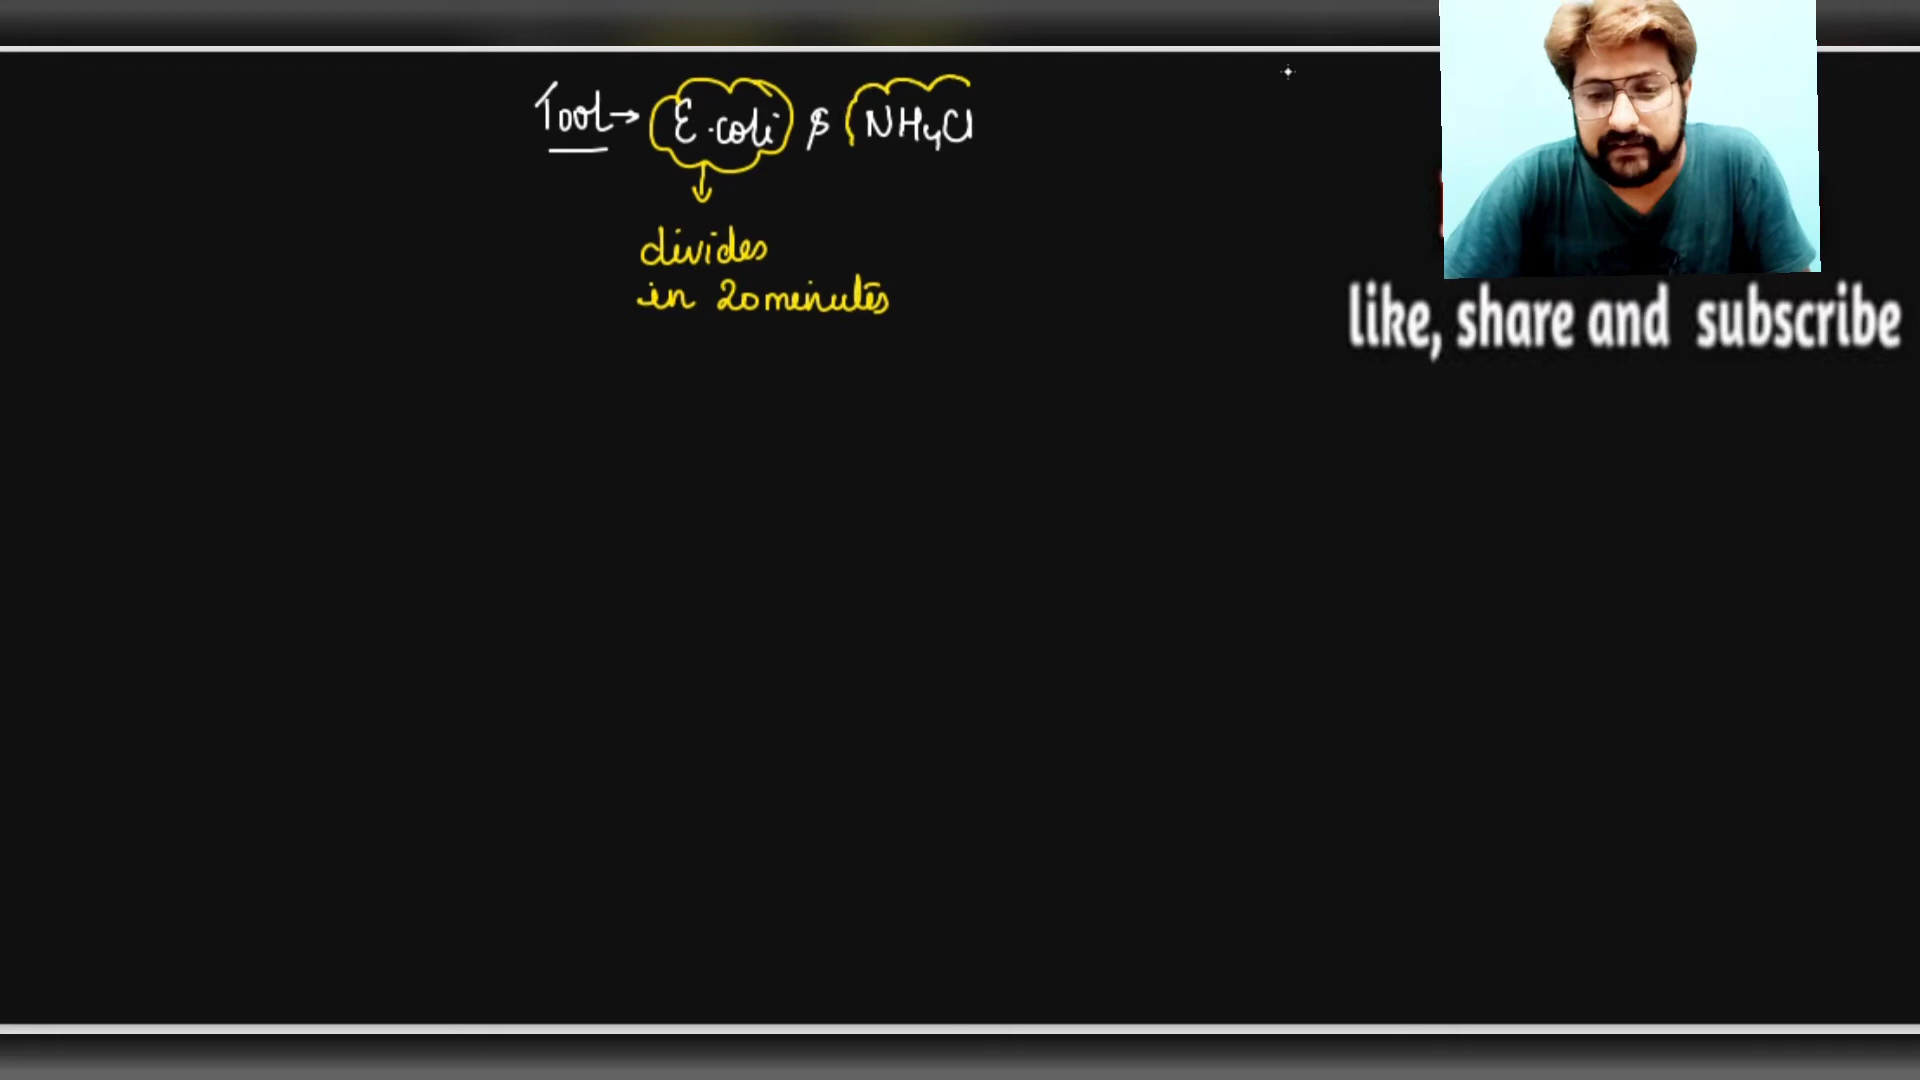 Tool → E.coli & NH4Cl
↓
divides
in 20 minutes
like, share and subscribe